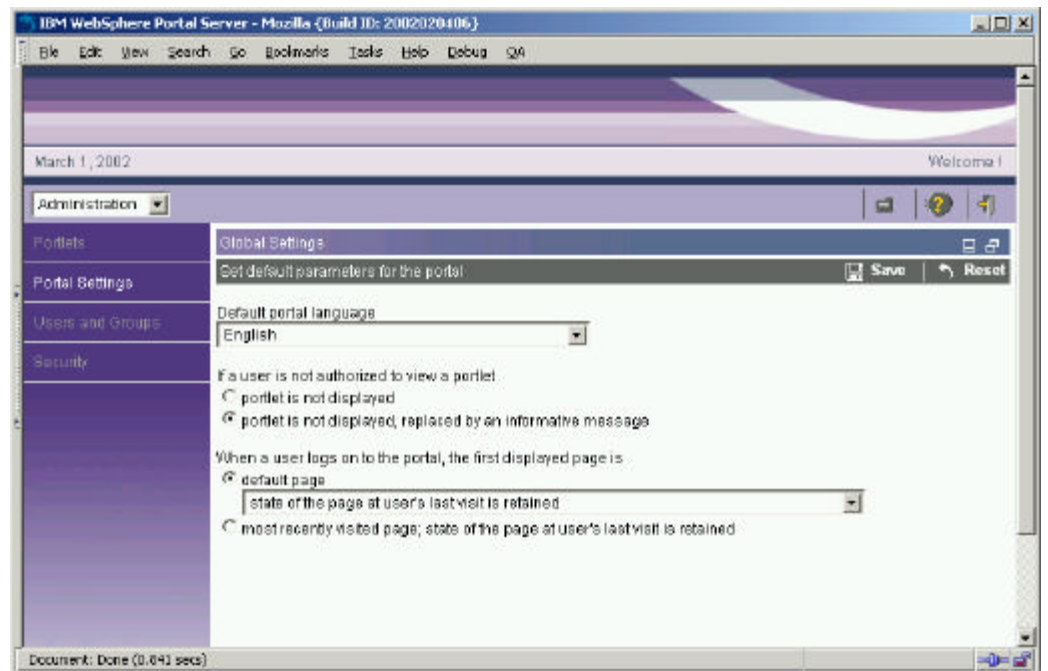 IBM WebSphere Portal Server - Mozilla {Build ID: 2002020406}
File Edit View Search Go Bookmarks Tasks Help Debug QA
March 1, 2002 Welcome!
Administration
Portlets
Portal Settings
Users and Groups
Security
Global Settings
Set default parameters for the portal Save Reset
Default portal language
English
If a user is not authorized to view a portlet
portlet is not displayed
portlet is not displayed, replaced by an informative message
When a user logs on to the portal, the first displayed page is
default page
state of the page at user's last visit is retained
most recently visited page; state of the page at user's last visit is retained
Document: Done (0.841 secs)